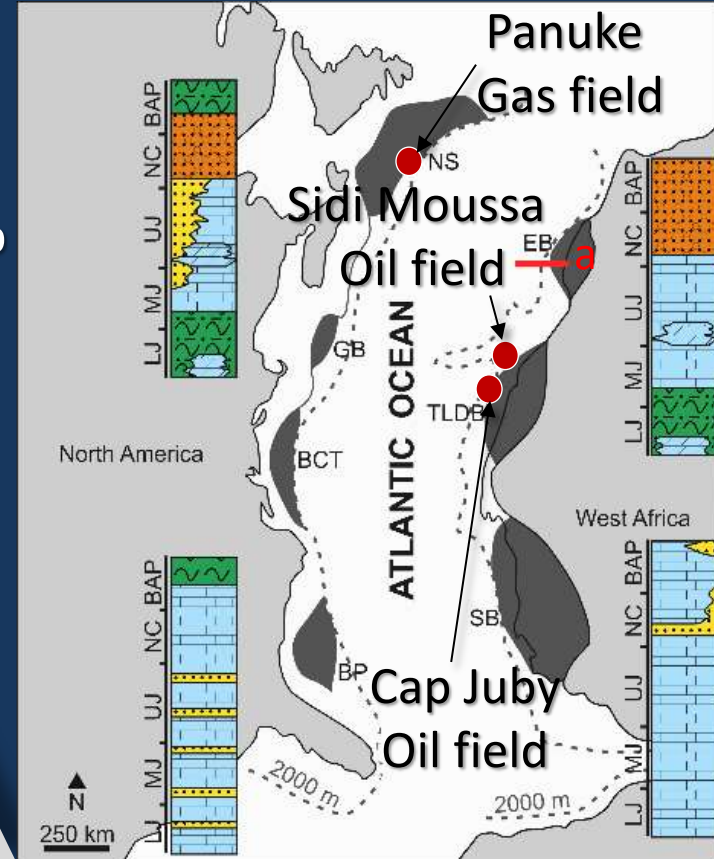 Panuke
Gas field
NS
Sidi Moussa
Oil field
EB
a
GB
TLDB
BCT
ATLANTIC OCEAN
North America
West Africa
SB
BP
Cap Juby
Oil field
2000 m
2000 m
N
250 km
BAP
NC
UJ
MJ
LJ
BAP
NC
UJ
MJ
LJ
BAP
NC
UJ
MJ
LJ
BAP
NC
UJ
MJ
LJ